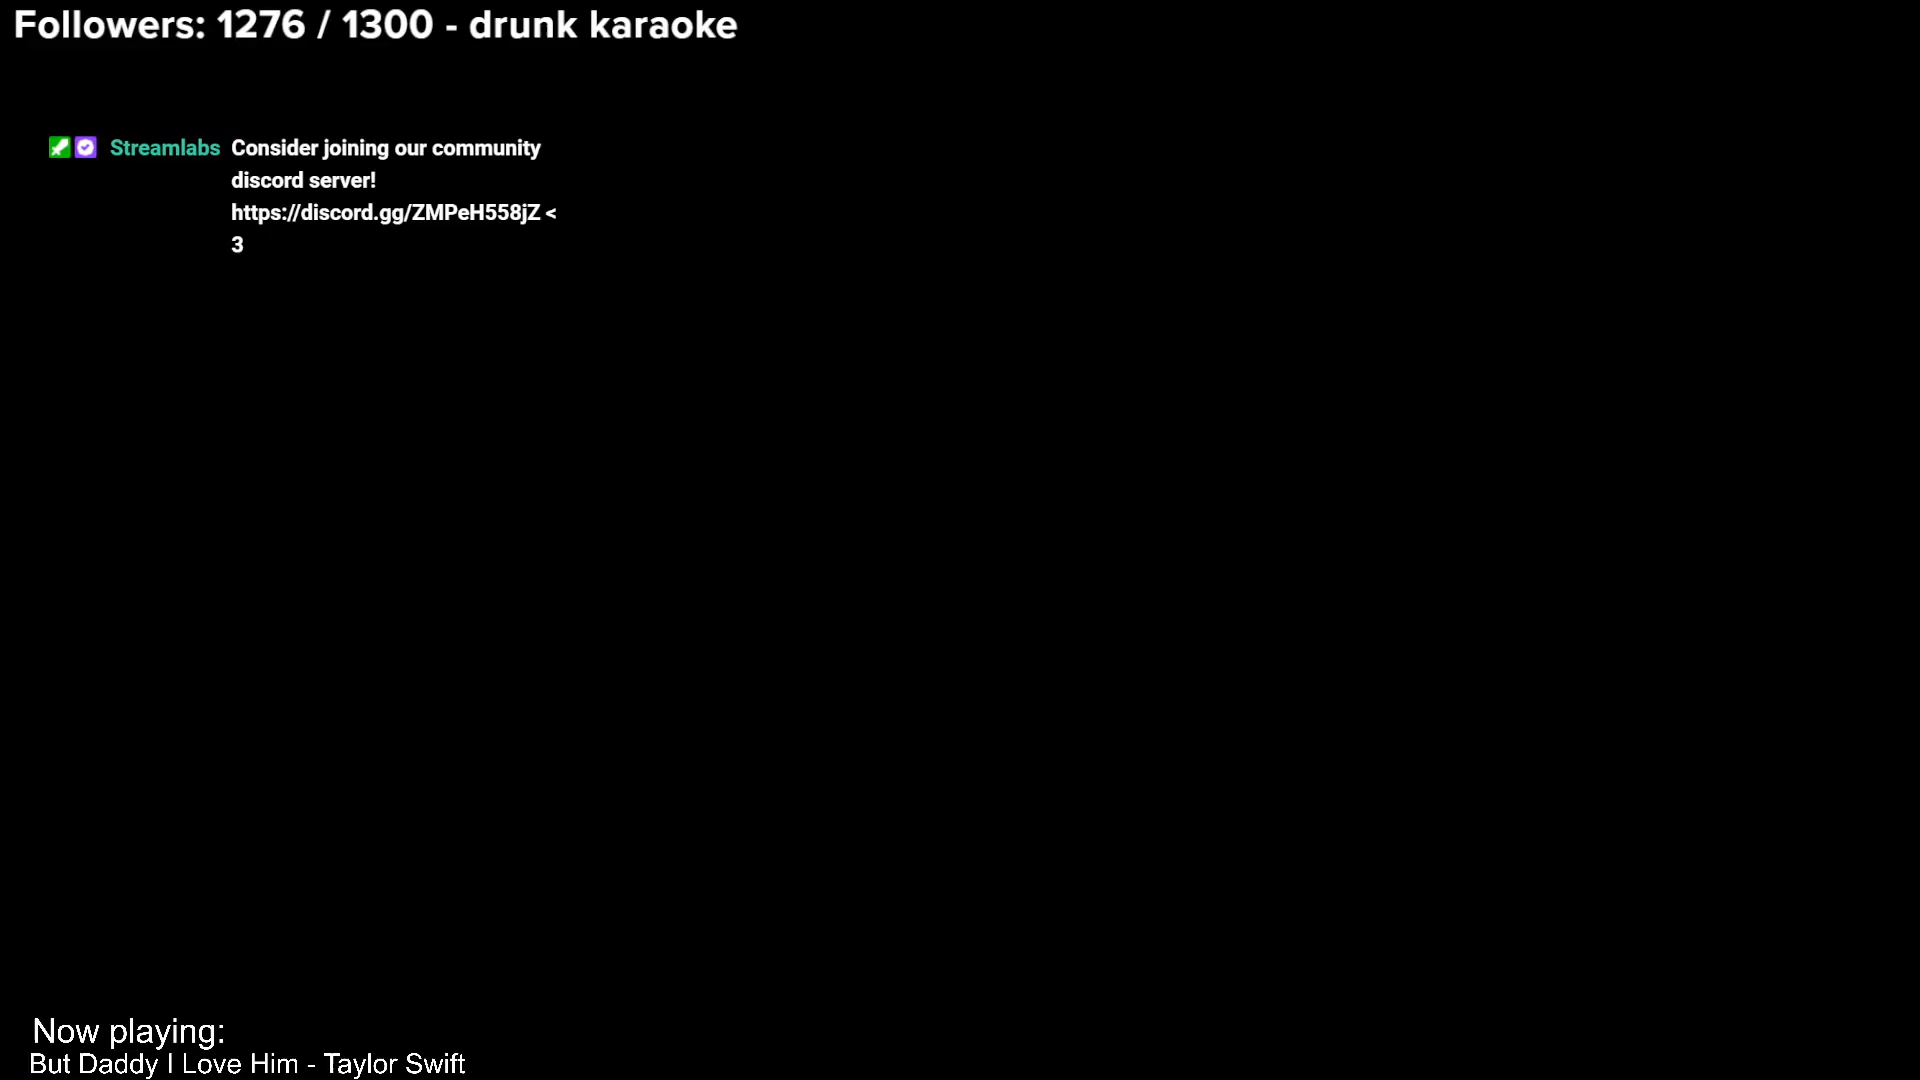 Followers: 1276 / 1300 - drunk karaoke
Streamlabs Consider joining our community
discord server!
https://discord.gg/ZMPeH558jZ <
3
Now playing:
But Daddy I Love Him - Taylor Swift